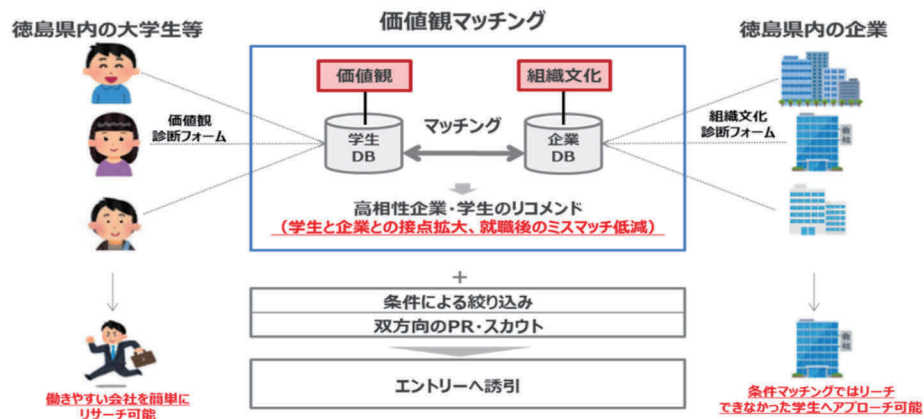 徳島県内の大学生等
価値観マッチング
徳島県内の企業
価値観
組織文化
価値観
診断フォーム
学生
DB
マッチング
企業
DB
組織文化
診断フォーム
会社
高相性企業・学生のリコメンド
（学生と企業との接点拡大、就職後のミスマッチ低減）
+
条件による絞り込み
双方向のPR・スカウト
エントリーへ誘引
会社
働きやすい会社を簡単に
リサーチ可能
条件マッチングではリーチ
できなかった学生へアプローチ可能